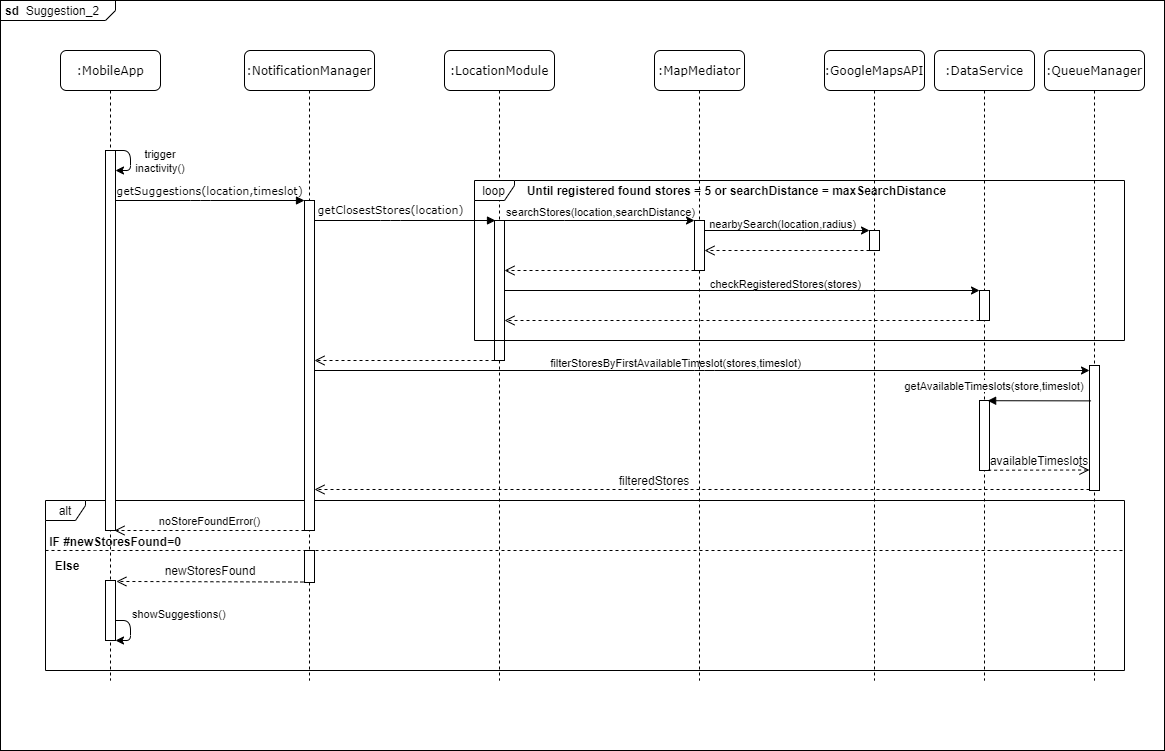 sd Suggestion_2
:MobileApp
:NotificationManager
:LocationModule
:MapMediator
:GoogleMapsAPI
:DataService
:QueueManager
trigger
inactivity()
getSuggestions(location,timeslot)
loop
Until registered found stores = 5 or searchDistance = maxSearchDistance
getClosestStores(location)
searchStores(location,searchDistance)
nearbySearch(location,radius)
checkRegisteredStores(stores)
filterStoresByFirstAvailableTimeslot(stores,timeslot)
getAvailableTimeslots(store,timeslot)
availableTimeslots
filteredStores
alt
noStoreFoundError()
IF #newStoresFound=0
Else
newStoresFound
showSuggestions()